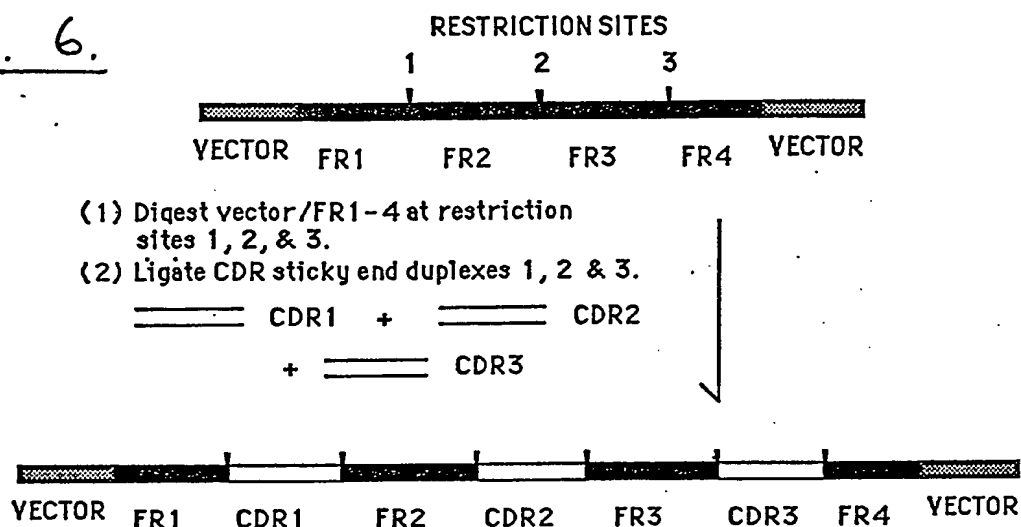 . 6.
RESTRICTION SITES
1 2 3
VECTOR FR1 FR2 FR3 FR4 VECTOR
(1) Digest vector/FR1-4 at restriction
sites 1, 2, & 3.
(2) Ligate CDR sticky end duplexes 1, 2 & 3.
CDR1 + CDR2
+ CDR3
VECTOR FR1 CDR1 FR2 CDR2 FR3 CDR3 FR4 VECTOR